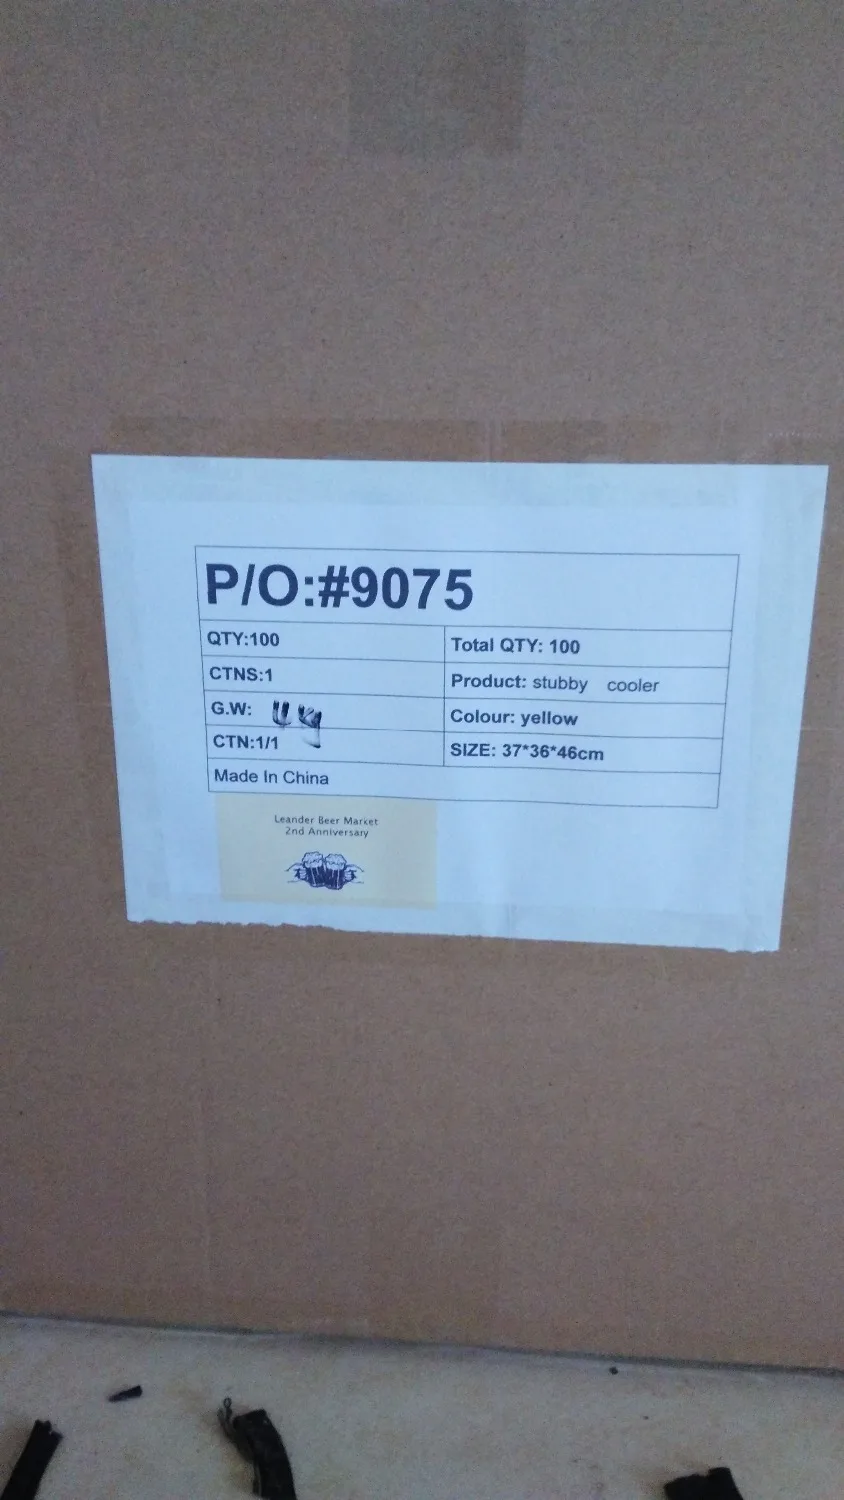 P/O:#9075
QTY:100
Total QTY: 100
CTNS:1
Product: stubby cooler
G.W: kg
Colour: yellow
CTN:1/1
SIZE: 37*36*46cm
Made In China
Leander Beer Market
2nd Anniversary